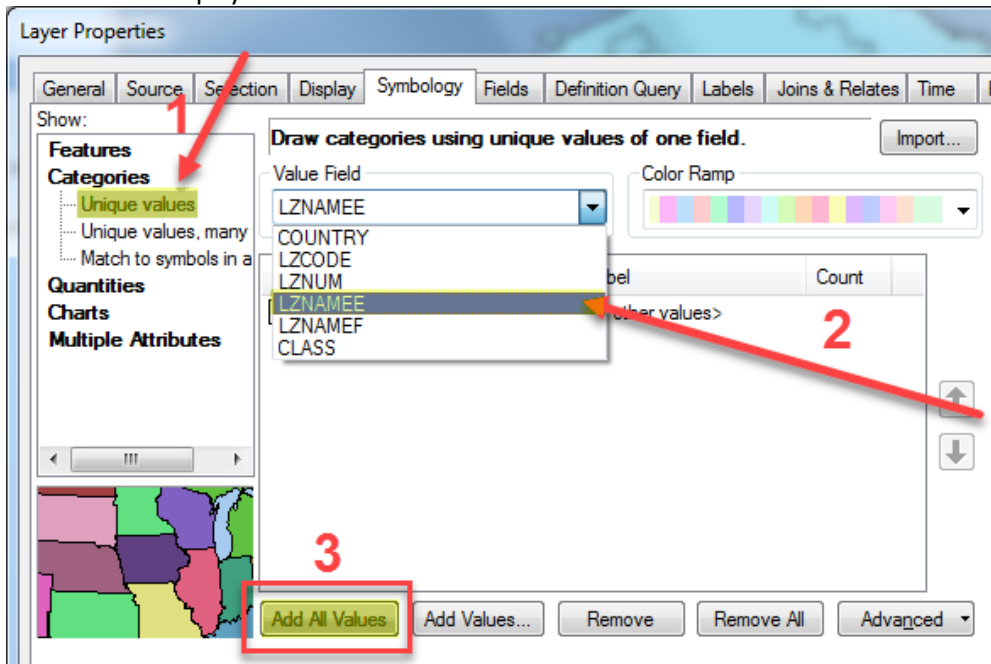 Layer Properties
General Source Selection Display Symbology Fields Definition Query Labels Joins & Relates Time
1
Show:
Features
Categories
Unique values
Unique values, many
Match to symbols in a
Quantities
Charts
Multiple Attributes
Draw categories using unique values of one field.
Import...
Value Field
Color Ramp
LZNAMEE
COUNTRY
LZCODE
LZNUM
LZNAMEE
LZNAMEF
CLASS
bel Count
other values>
2
3
Add All Values Add Values... Remove Remove All Advanced